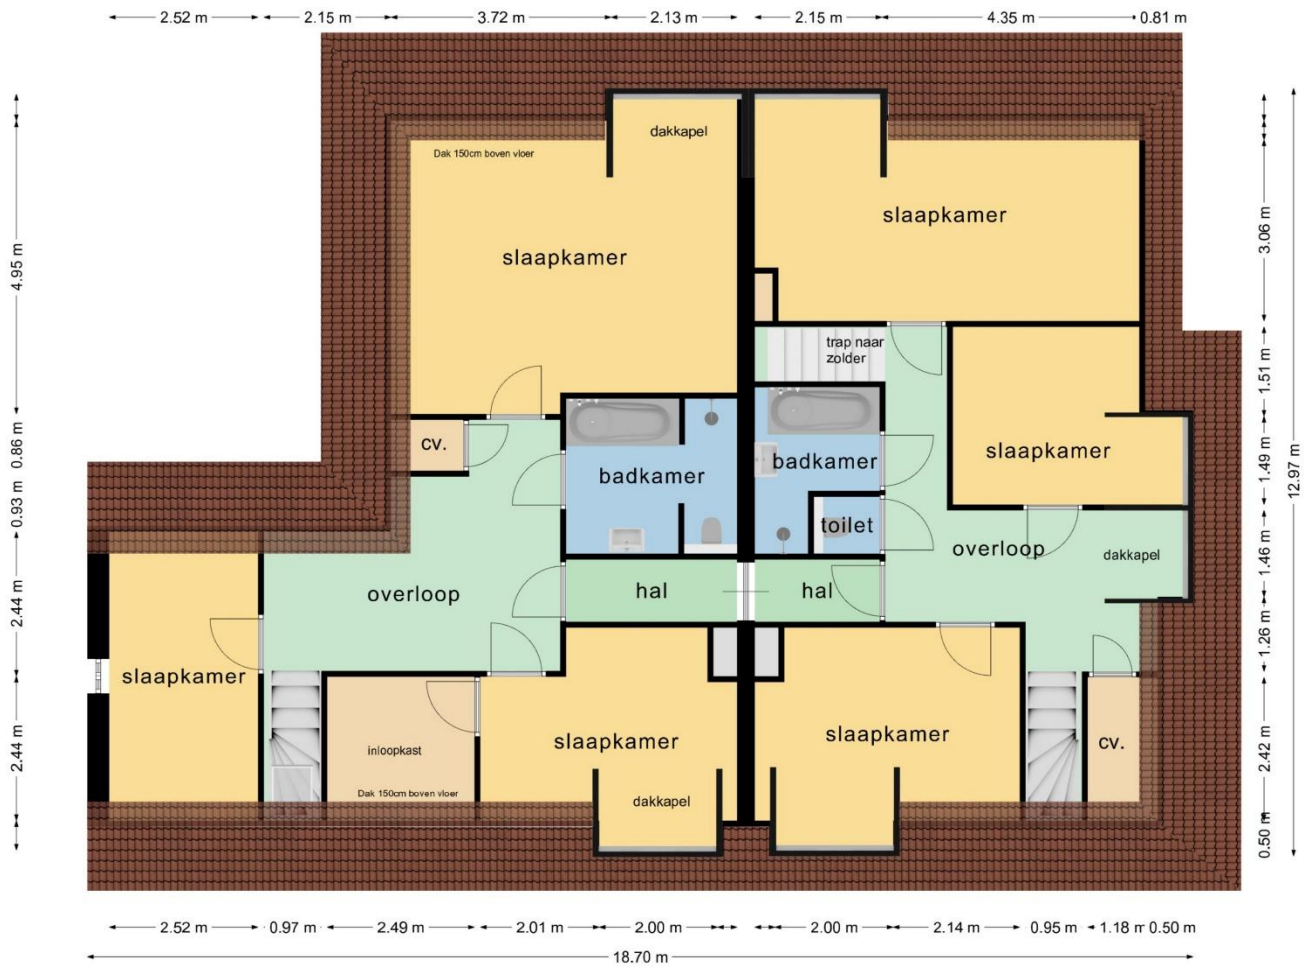 2.52 m 2.15 m 3.72 m 2.13 m 2.15 m 4.35 m 0.81 m
dakkapel
Dak 150cm boven vloer
slaapkamer
slaapkamer
4.95 m
3.06 m
trap naar
zolder
1.51 m
cv.
badkamer
badkamer
slaapkamer
0.86 m
1.49 m
12.97 m
toilet
0.93 m
overloop
dakkapel
overloop
hal
hal
2.44 m
1.46 m
1.26 m
slaapkamer
inloopkast
slaapkamer
slaapkamer
cv.
2.44 m
2.42 m
Dak 150cm boven vloer
dakkapel
0.50 m
2.52 m 0.97 m 2.49 m 2.01 m 2.00 m 2.00 m 2.14 m 0.95 m 1.18 m 0.50 m
18.70 m